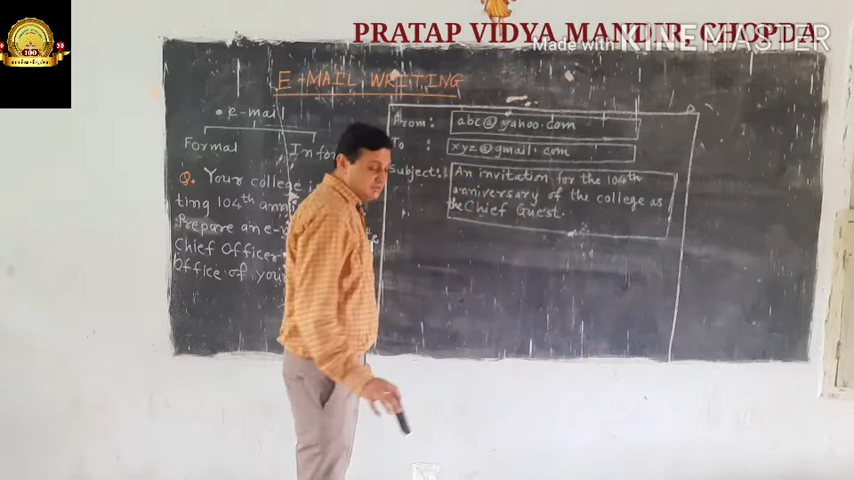 PRATAP VIDYA MANDIR, CHOPDA
Made with KINEMASTER
100
E-MAIL WRITING
e-mail
Formal
Q. Your college
ting 104th
Prepare an
Chief Officer
Office of
From : abc@yahoo.com
To : xyz@gmail.com
Subject : An invitation for the 104th
anniversary of the college as
the Chief Guest.